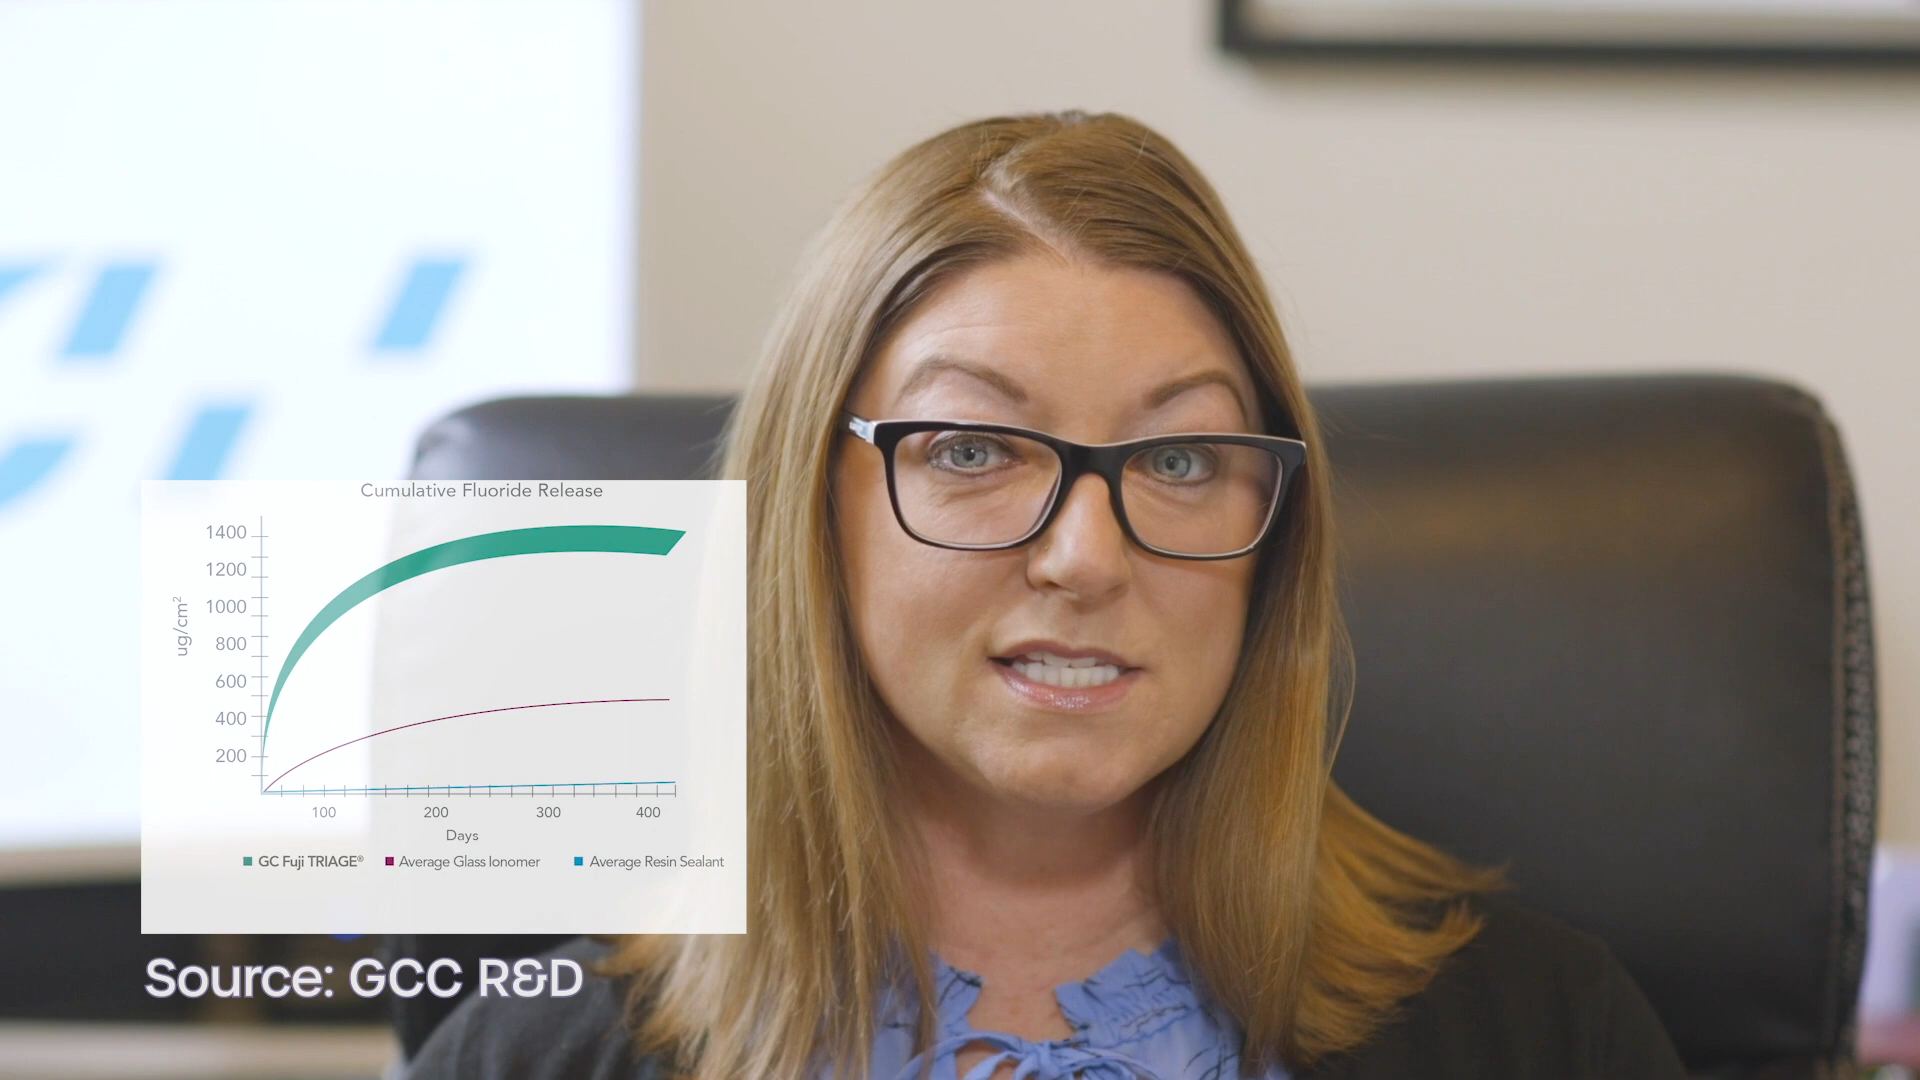 Cumulative Fluoride Release
1400
1200
1000
800
600
400
200
ug/cm²
100 200 300 400
Days
GC Fuji TRIAGE® Average Glass Ionomer Average Resin Sealant
Source: GCC R&D